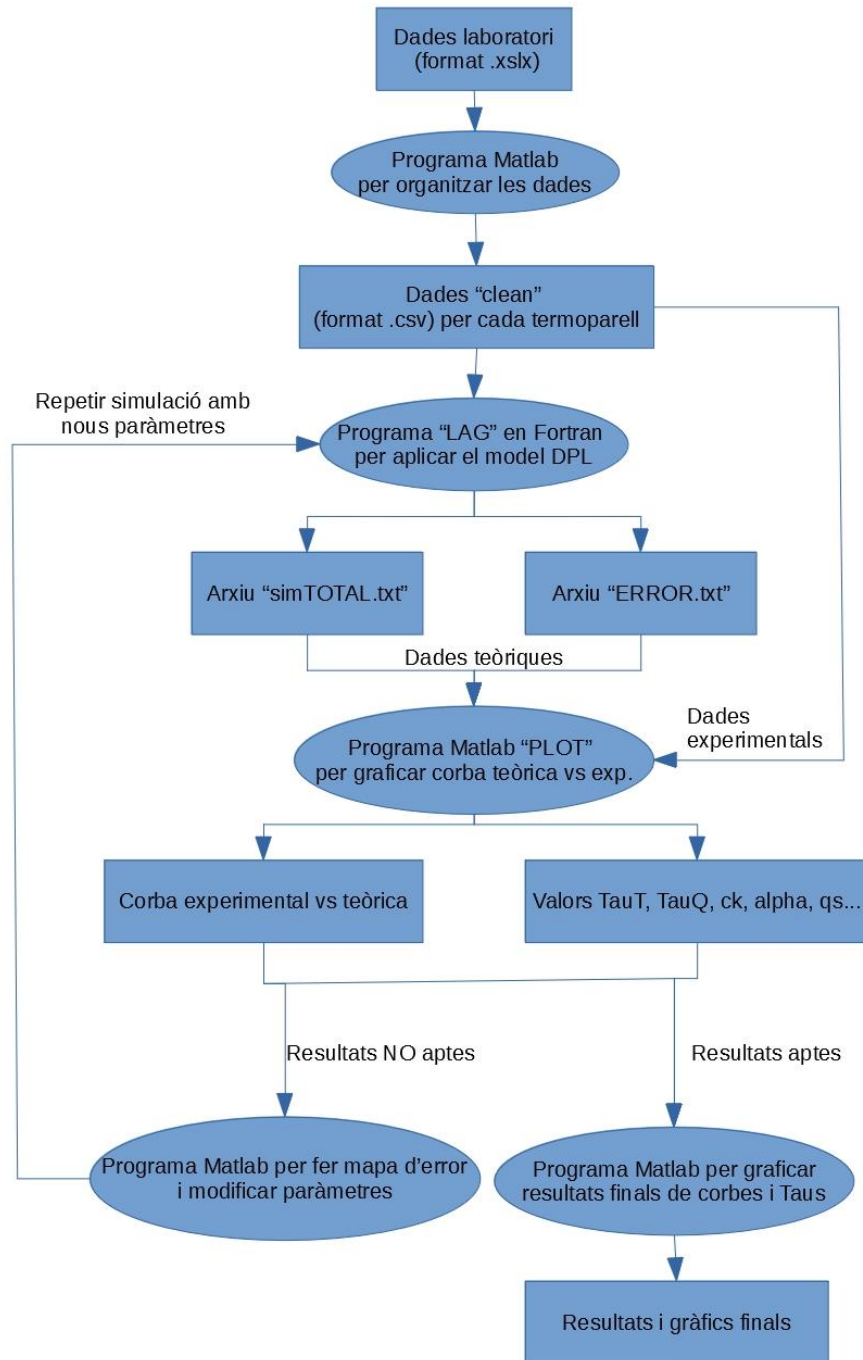 Dades laboratori
(format .xslx)
Programa Matlab
per organitzar les dades
Dades “clean”
(format .csv) per cada termoparell
Repetir simulació amb
nous paràmetres
Programa “LAG” en Fortran
per aplicar el model DPL
Arxiu “simTOTAL.txt”
Arxiu “ERROR.txt”
Dades teòriques
Dades
experimentals
Programa Matlab “PLOT”
per graficar corba teòrica vs exp.
Corba experimental vs teòrica
Valors TauT, TauQ, ck, alpha, qs...
Resultats NO aptes
Resultats aptes
Programa Matlab per fer mapa d’error
i modificar paràmetres
Programa Matlab per graficar
resultats finals de corbes i Taus
Resultats i gràfics finals